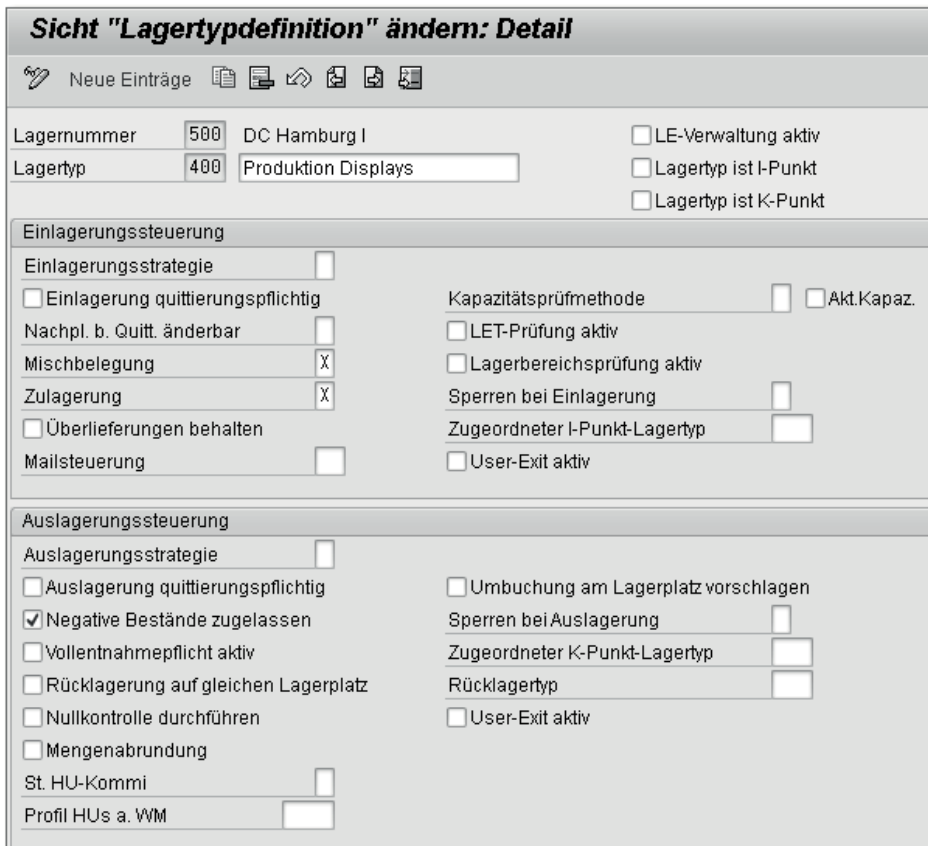 Sicht "Lagertypdefinition" ändern: Detail
Neue Einträge
Lagernummer 500 DC Hamburg I LE-Verwaltung aktiv
Lagertyp 400 Produktion Displays Lagertyp ist I-Punkt
Lagertyp ist K-Punkt
Einlagerungssteuerung
Einlagerungsstrategie
Einlagerung quittierungspflichtig Kapazitätsprüfmethode Akt.Kapaz.
Nachpl. b. Quitt. änderbar LET-Prüfung aktiv
Mischbelegung X Lagerbereichsprüfung aktiv
Zulagerung X Sperren bei Einlagerung
Überlieferungen behalten Zugeordneter I-Punkt-Lagertyp
Mailsteuerung User-Exit aktiv
Auslagerungssteuerung
Auslagerungsstrategie
Auslagerung quittierungspflichtig Umbuchung am Lagerplatz vorschlagen
Negative Bestände zugelassen Sperren bei Auslagerung
Vollentnahmepflicht aktiv Zugeordneter K-Punkt-Lagertyp
Rücklagerung auf gleichen Lagerplatz Rücklagertyp
Nullkontrolle durchführen User-Exit aktiv
Mengenabrundung
St. HU-Kommi
Profil HUs a. WM